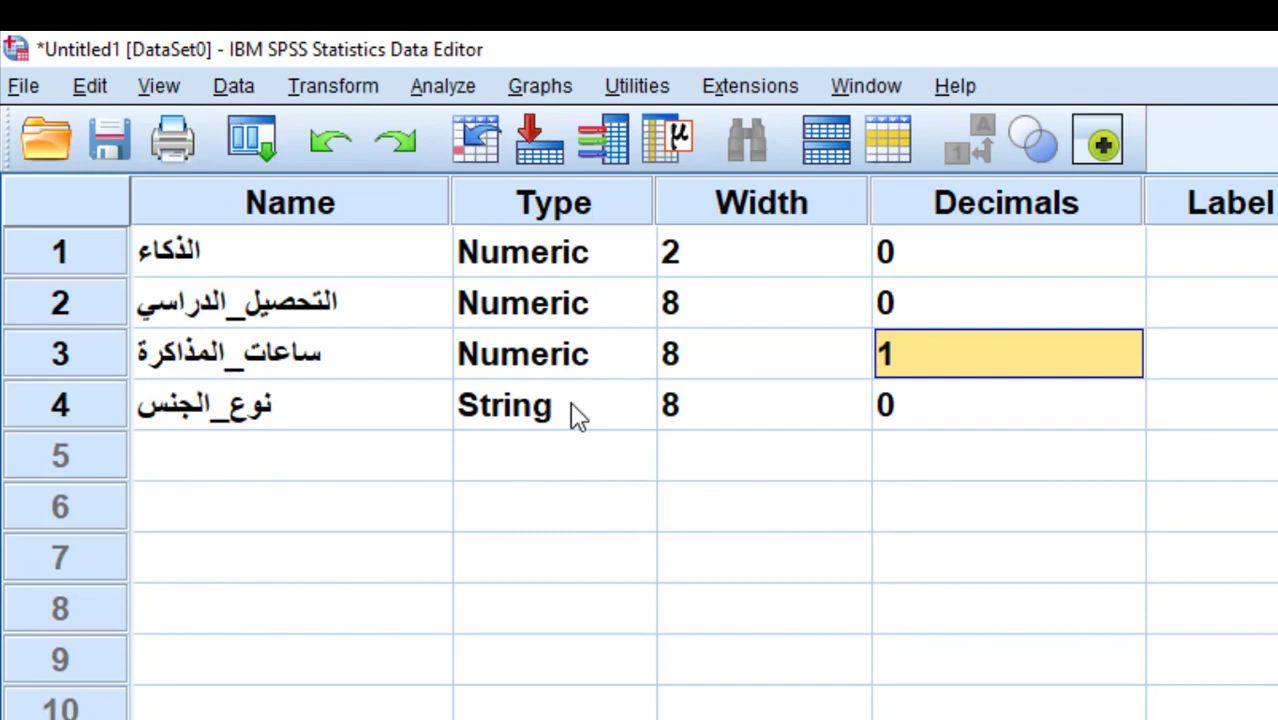 *Untitled1 [DataSet0] - IBM SPSS Statistics Data Editor
File Edit View Data Transform Analyze Graphs Utilities Extensions Window Help
Name Type Width Decimals Label
1 الذكاء Numeric 2 0
2 التحصيل_الدراسي Numeric 8 0
3 ساعات_المذاكرة Numeric 8 1
4 نوع_الجنس String 8 0
5
6
7
8
9
10